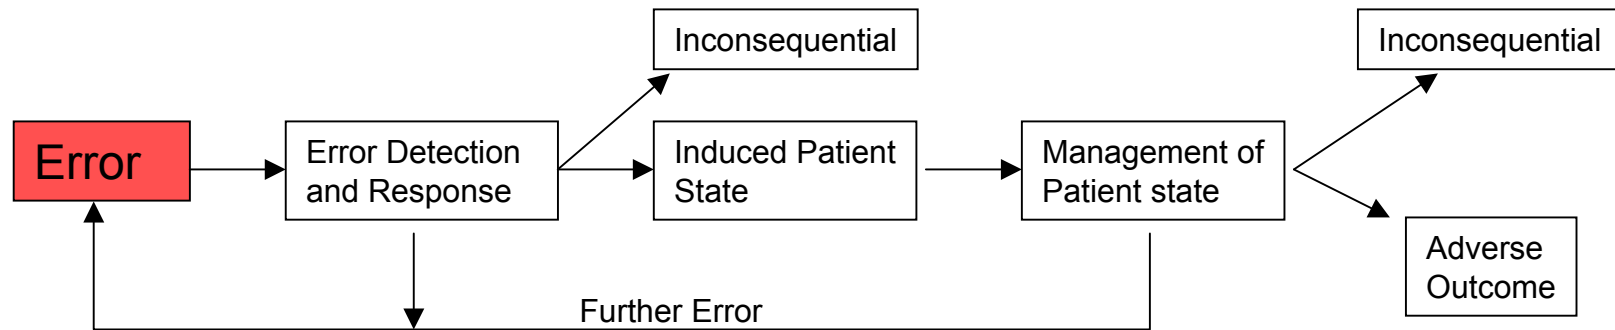 Inconsequential
Inconsequential
Error
Error Detection
and Response
Induced Patient
State
Management of
Patient state
Adverse
Outcome
Further Error